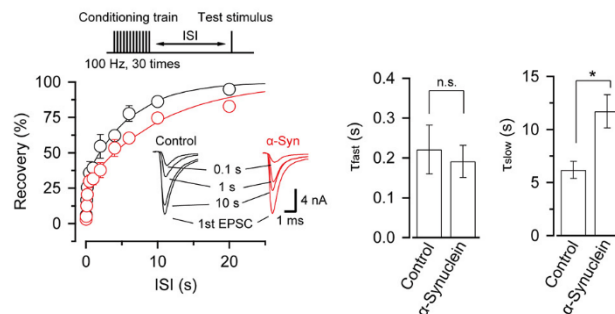 Conditioning train
Test stimulus
ISI
100 Hz, 30 times
Recovery (%)
100
75
50
25
0
0
10
20
ISI (s)
Control
α-Syn
0.1 s
1 s
10 s
1st EPSC
4 nA
1 ms
τfast (s)
0.4
0.3
0.2
0.1
0.0
n.s.
Control
α-Synuclein
τslow (s)
15
10
5
0
*
Control
α-Synuclein